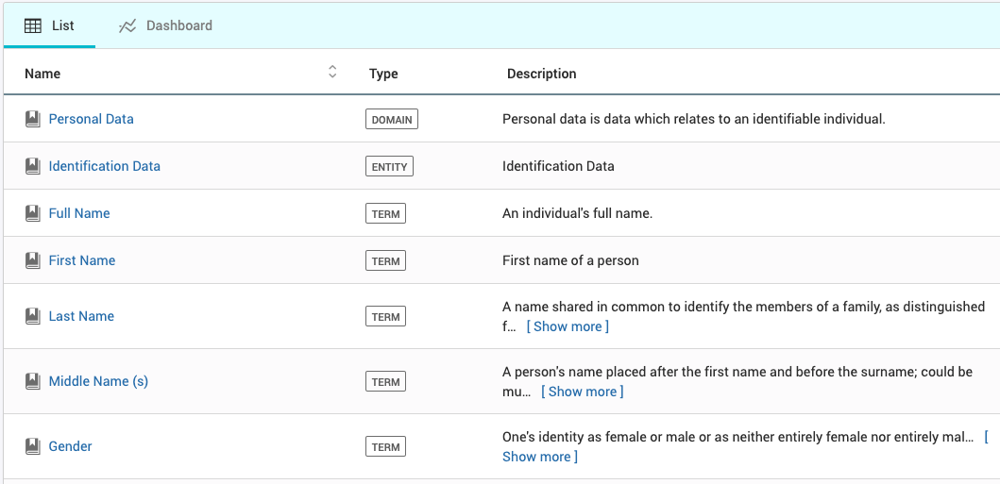 List Dashboard
Name Type Description
Personal Data DOMAIN Personal data is data which relates to an identifiable individual.
Identification Data ENTITY Identification Data
Full Name TERM An individual's full name.
First Name TERM First name of a person
Last Name TERM A name shared in common to identify the members of a family, as distinguished
f... [ Show more ]
Middle Name (s) TERM A person's name placed after the first name and before the surname; could be
mu... [ Show more ]
Gender TERM One's identity as female or male or as neither entirely female nor entirely mal... [
Show more ]